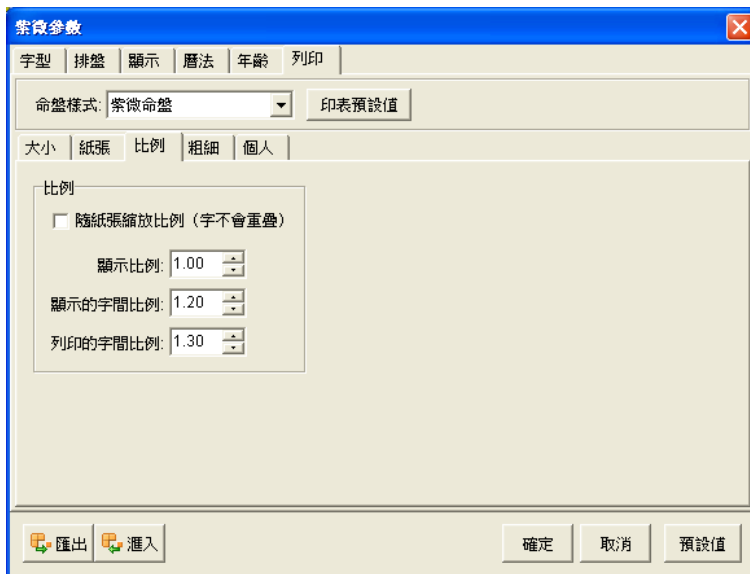 紫微參數
字型 排盤 顯示 曆法 年齡 列印
命盤樣式: 紫微命盤 印表預設值
大小 紙張 比例 粗細 個人
比例
隨紙張縮放比例（字不會重疊）
顯示比例: 1.00
顯示的字間比例: 1.20
列印的字間比例: 1.30
匯出 滙入 確定 取消 預設值